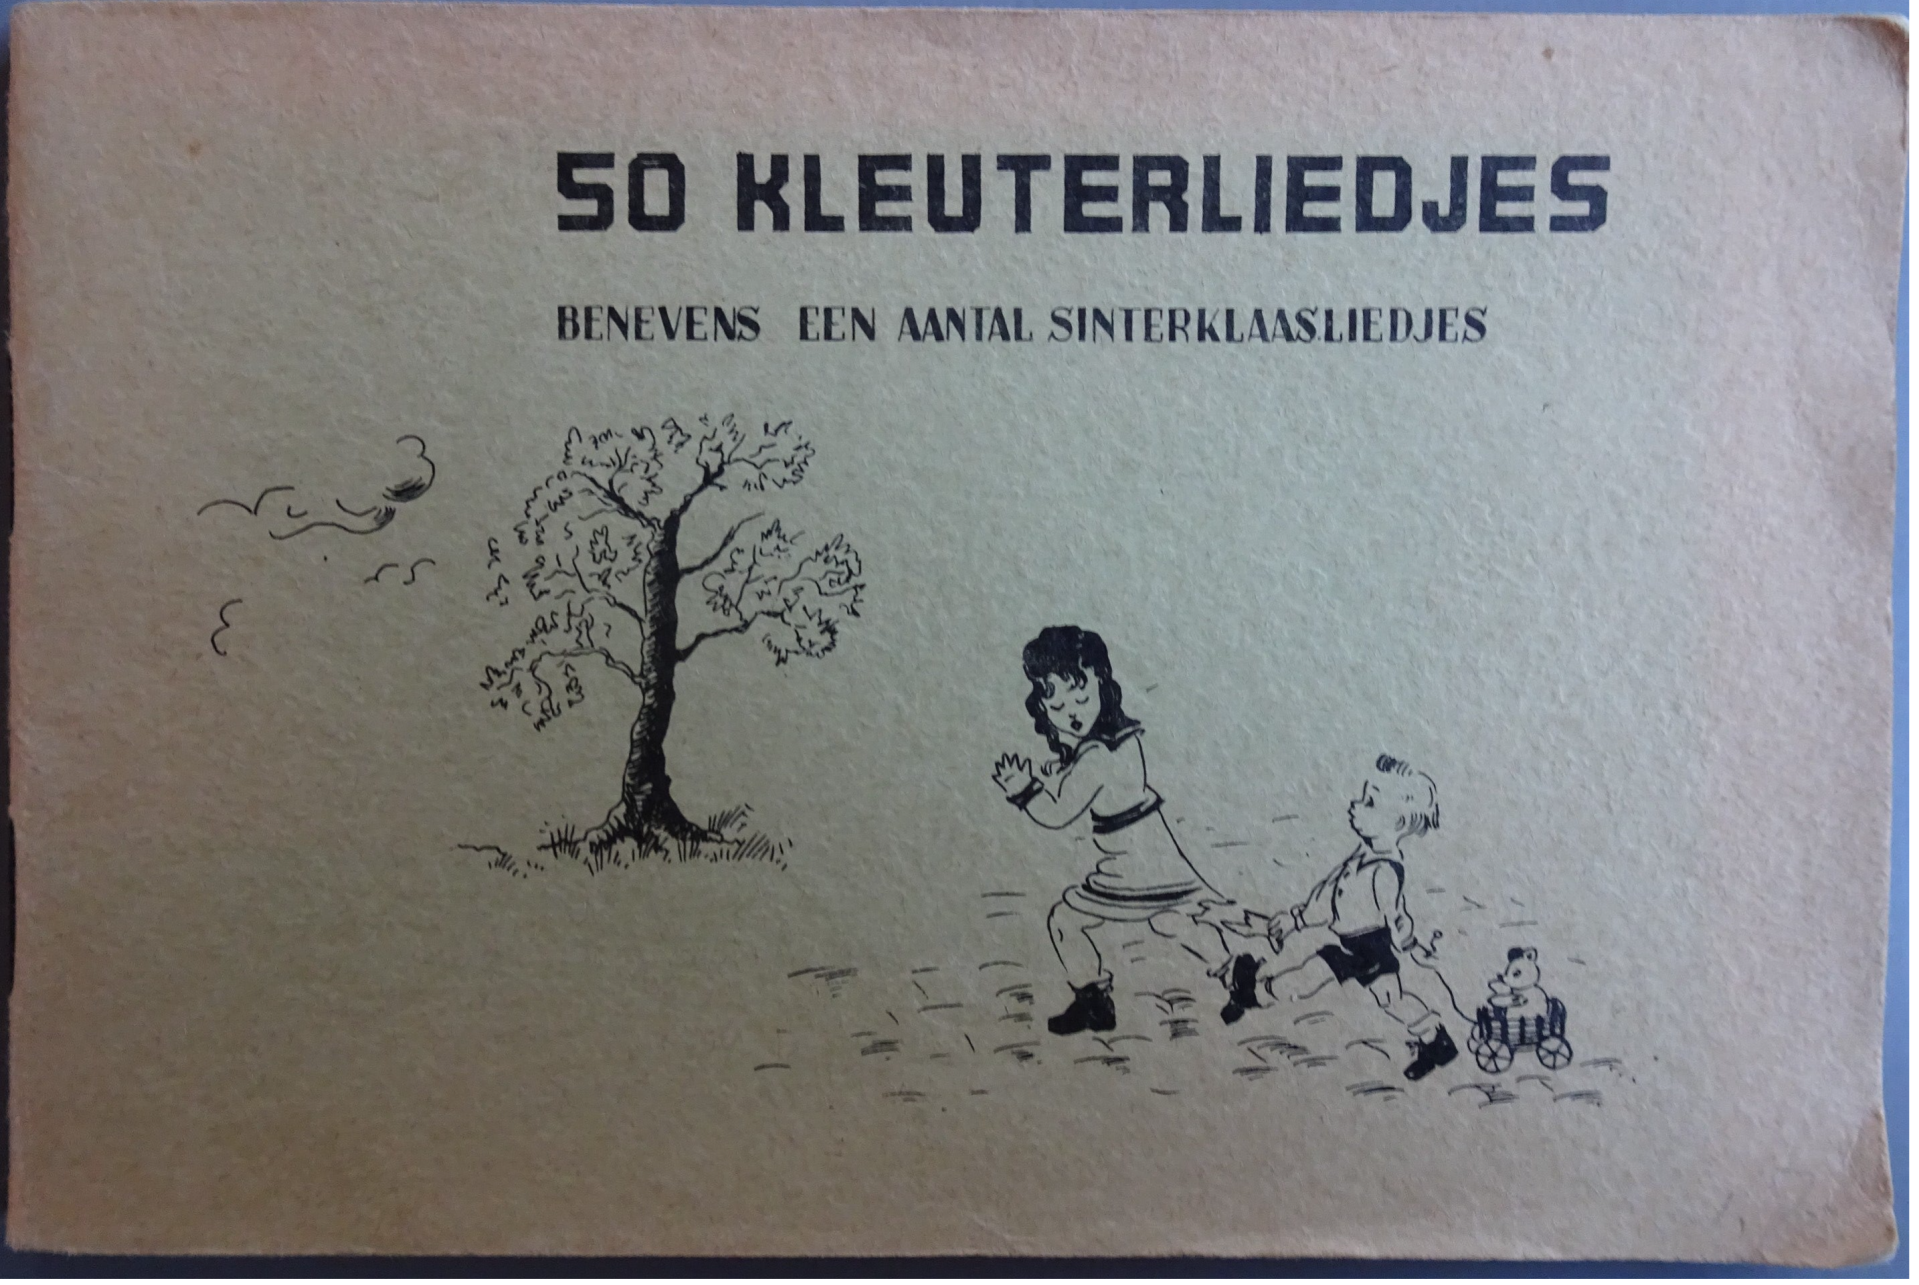 50 KLEUTERLIEDJES
BENEVENS EEN AANTAL SINTERKLAASLIEDJES